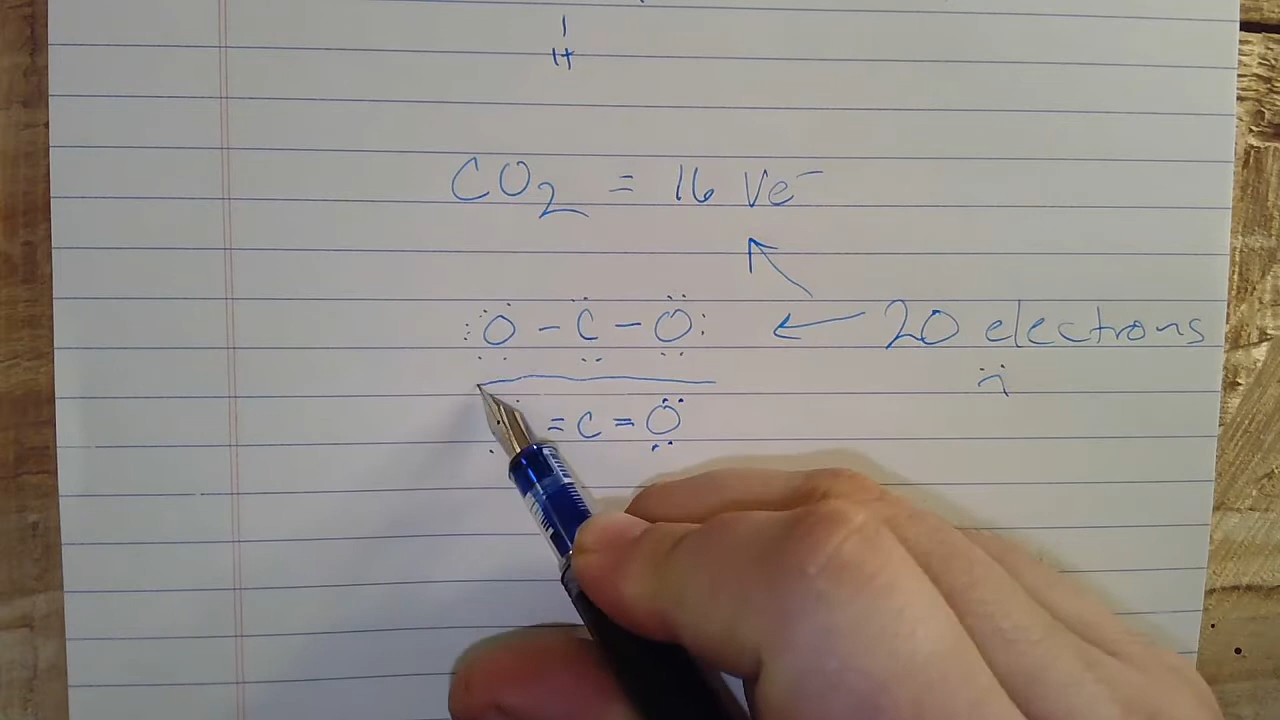 H
CO2 = 16 Ve-
O - C - O 20 electrons
= C = O